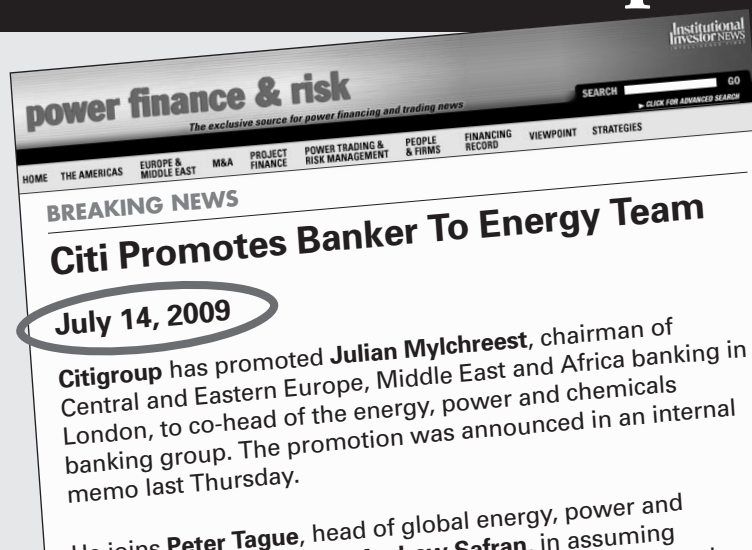 Institutional
Investor NEWS
power finance & risk
The exclusive source for power financing and trading news
SEARCH GO
► CLICK FOR ADVANCED SEARCH
HOME THE AMERICAS EUROPE & MIDDLE EAST M&A PROJECT FINANCE POWER TRADING & RISK MANAGEMENT PEOPLE & FIRMS FINANCING RECORD VIEWPOINT STRATEGIES
BREAKING NEWS
Citi Promotes Banker To Energy Team
July 14, 2009
Citigroup has promoted Julian Mylchreest, chairman of
Central and Eastern Europe, Middle East and Africa banking in
London, to co-head of the energy, power and chemicals
banking group. The promotion was announced in an internal
memo last Thursday.
He joins Peter Tague, head of global energy, power and
Safran, in assuming